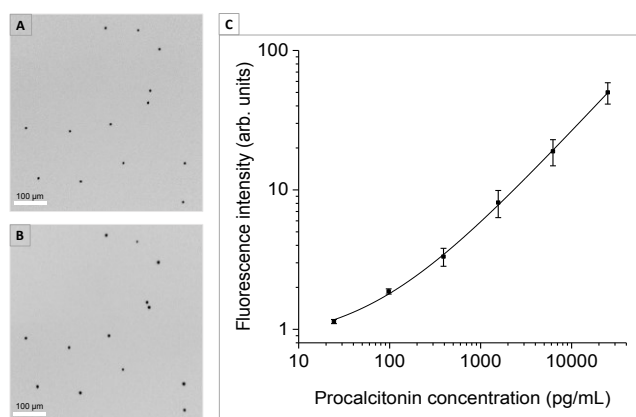 A
100 µm
B
100 µm
C
Fluorescence intensity (arb. units)
100
10
1
10
100
1000
10000
Procalcitonin concentration (pg/mL)